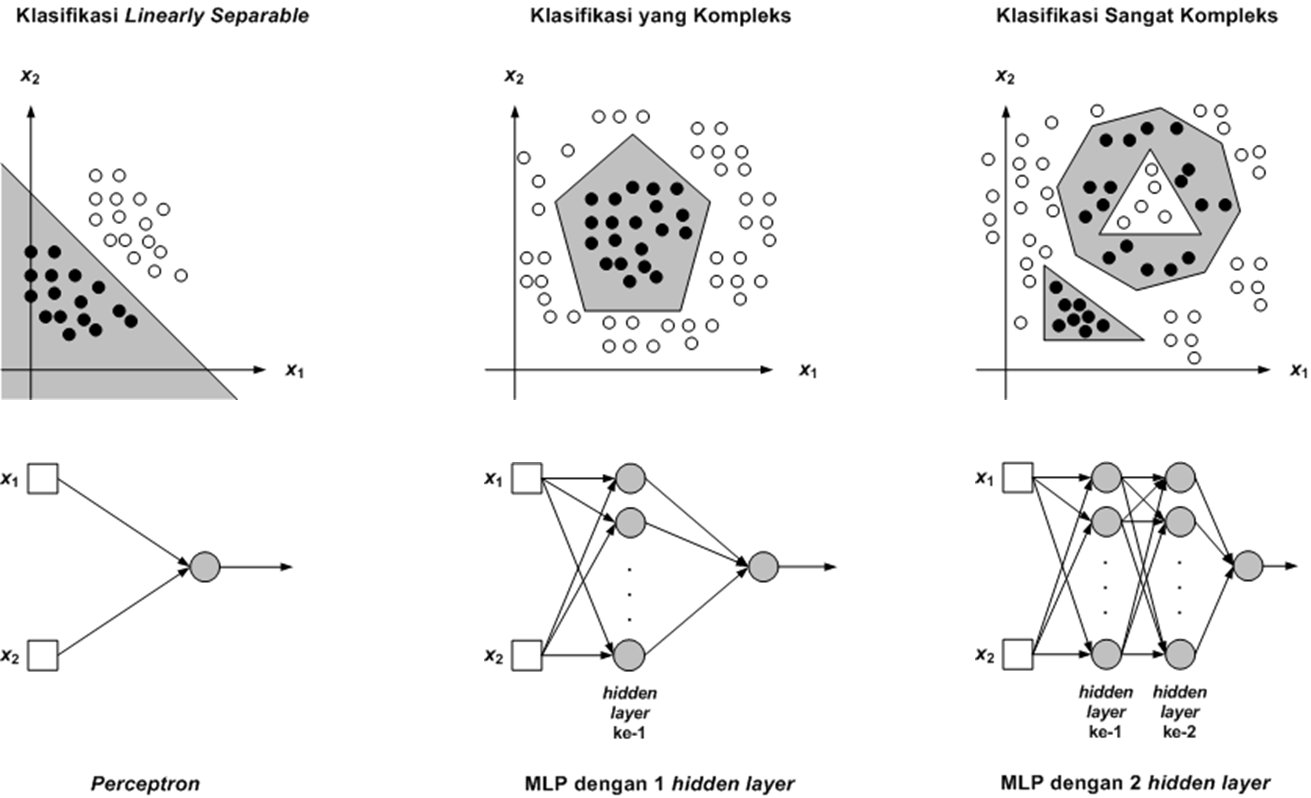 Klasifikasi Linearly Separable
Klasifikasi yang Kompleks
Klasifikasi Sangat Kompleks
x2
x2
x2
x1
x1
x1
x1
x1
x1
x2
x2
x2
hidden
layer
ke-1
hidden
layer
ke-1
hidden
layer
ke-2
Perceptron
MLP dengan 1 hidden layer
MLP dengan 2 hidden layer